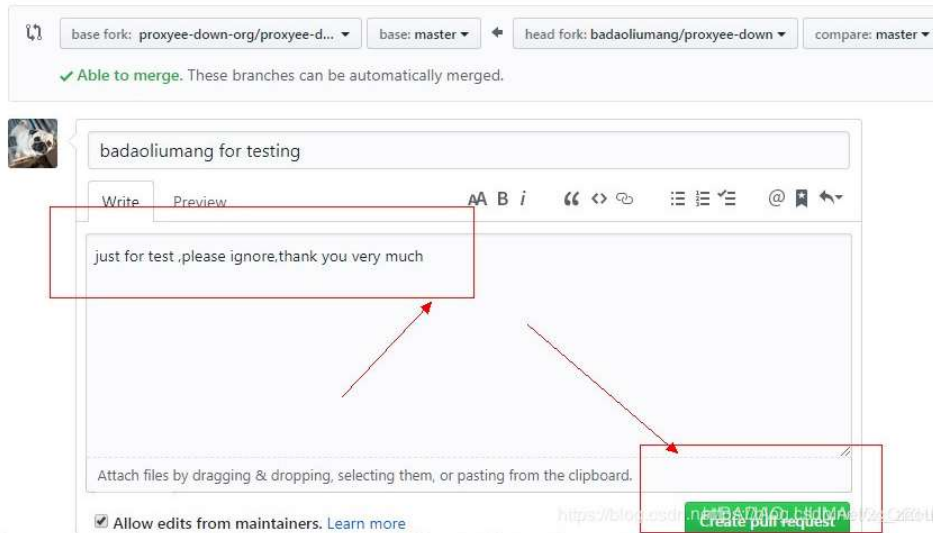 base fork: proxyee-down-org/proxyee-d... base: master head fork: badaoliumang/proxyee-down compare: master
Able to merge. These branches can be automatically merged.
badaoliumang for testing
Write Preview AA B i @
just for test ,please ignore,thank you very much
Attach files by dragging & dropping, selecting them, or pasting from the clipboard.
Allow edits from maintainers. Learn more
Create pull request